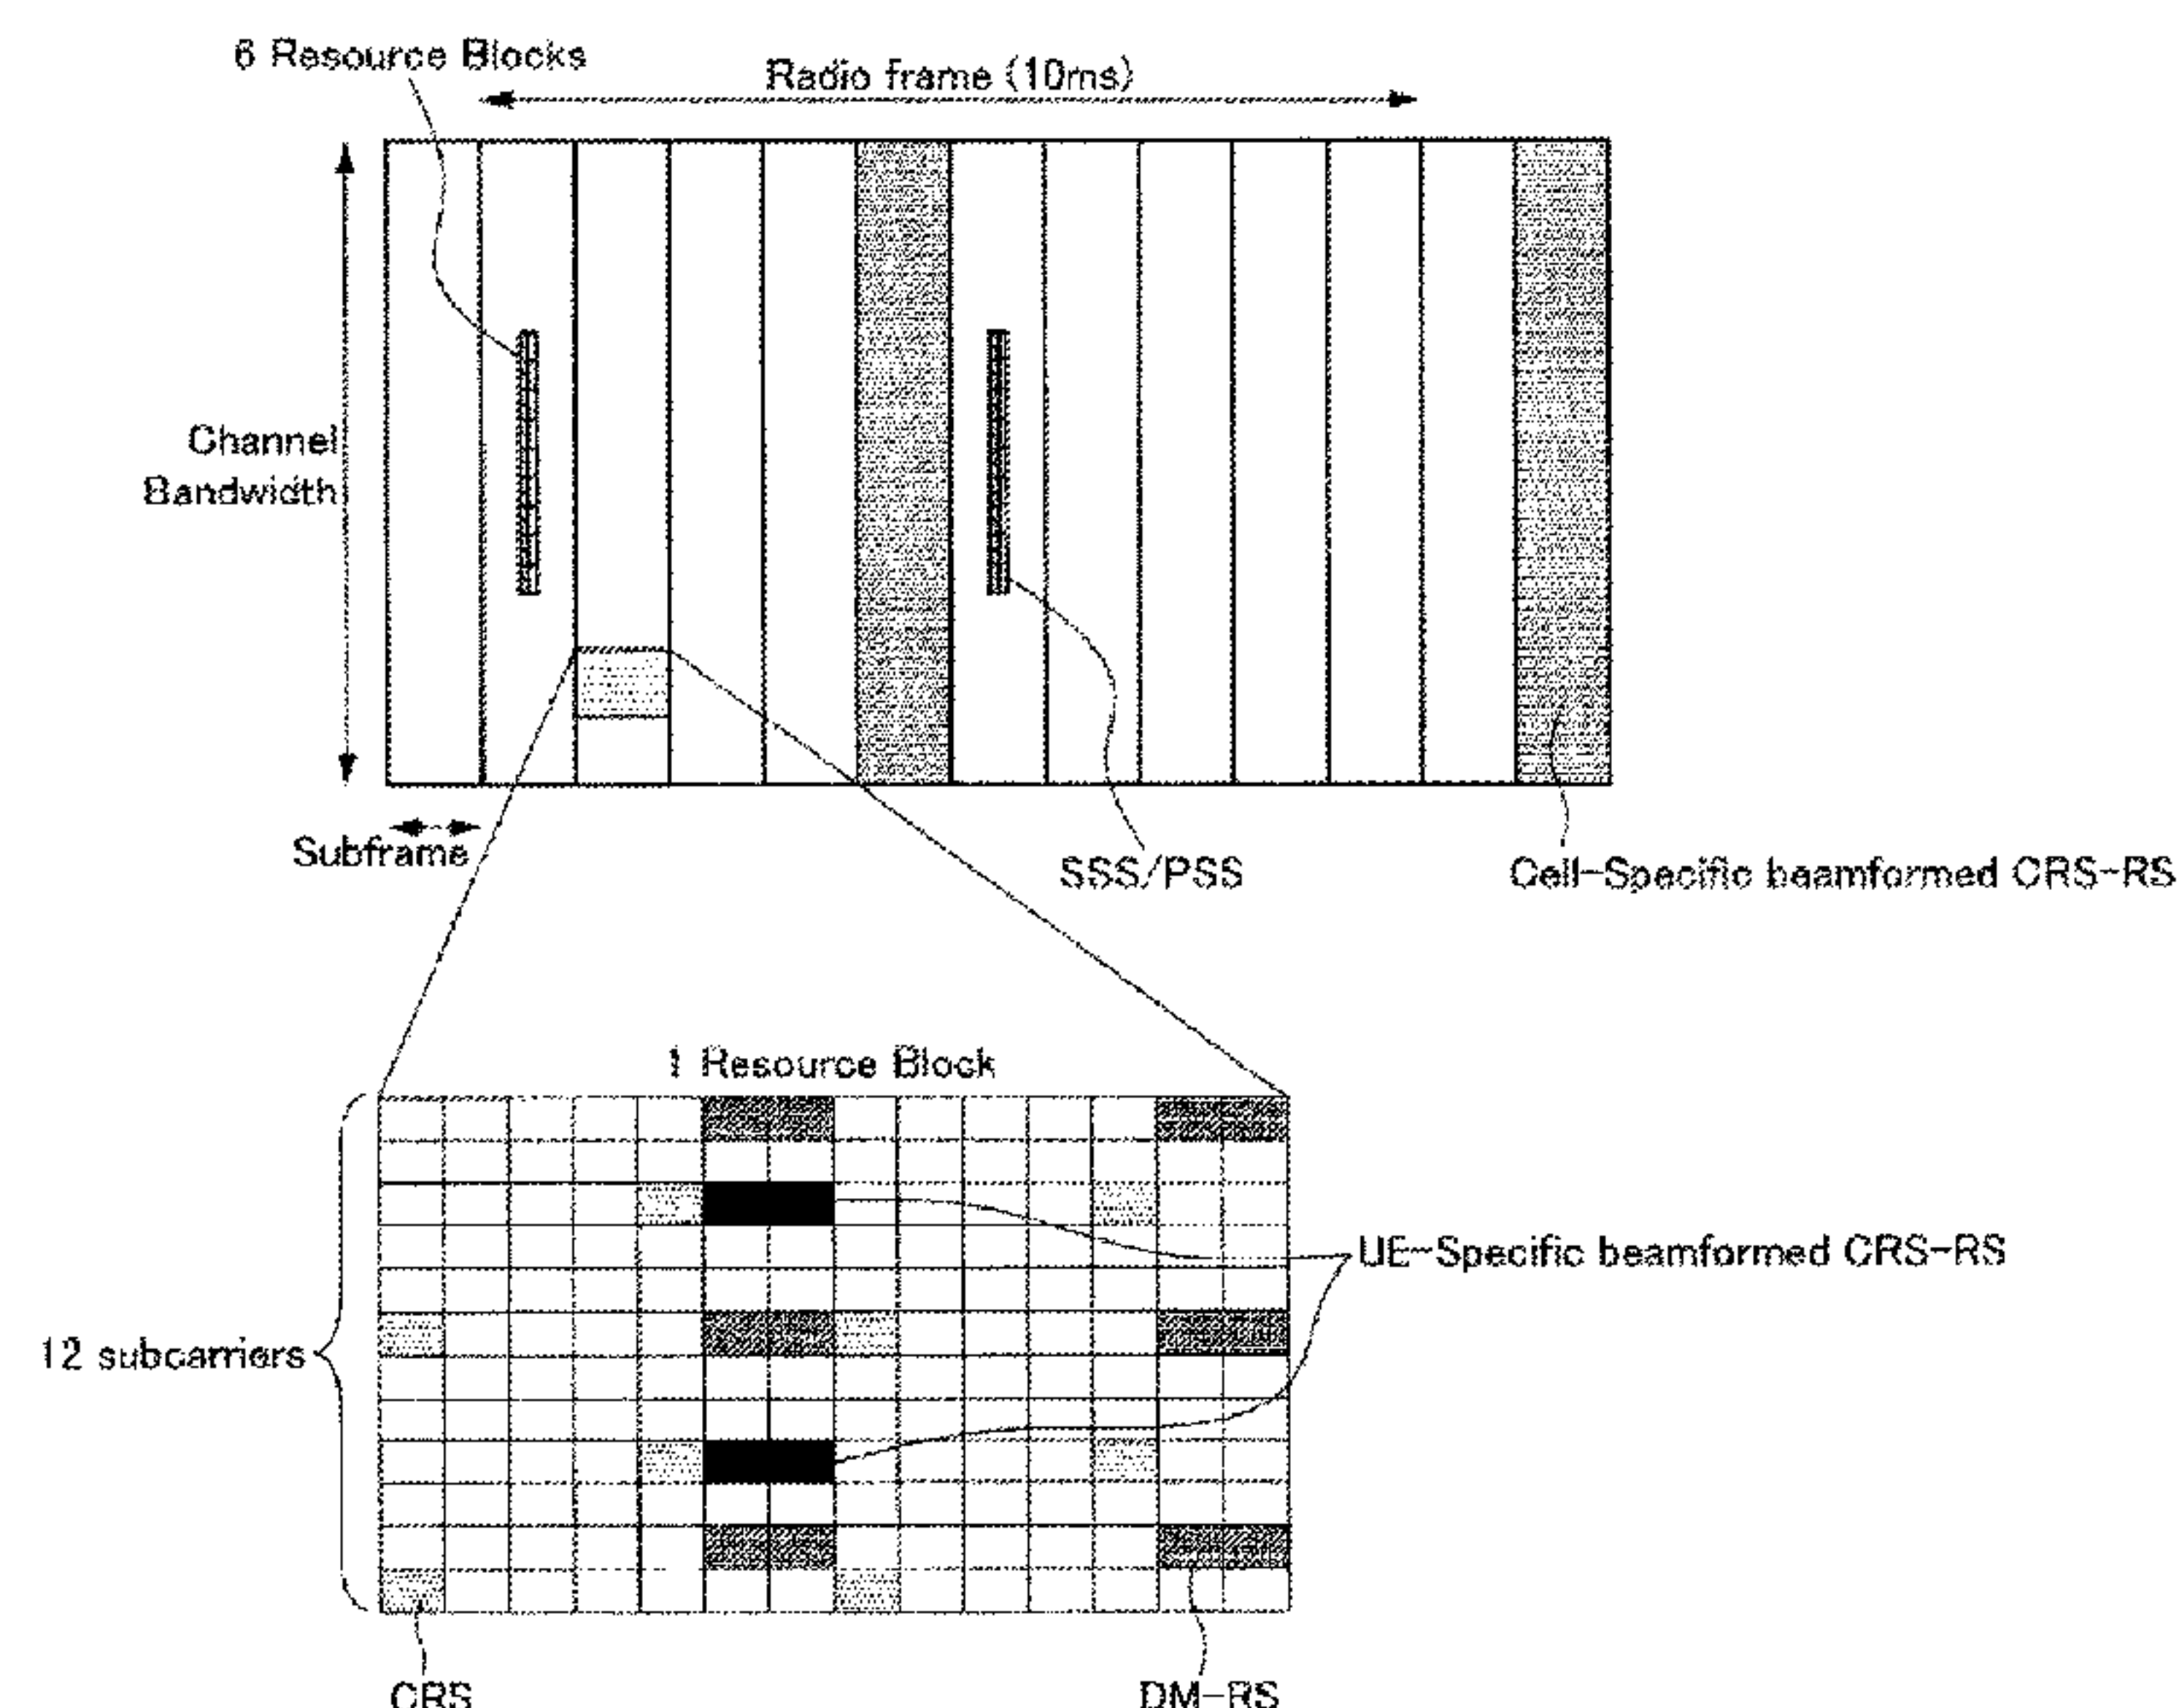 6 Resource Blocks
Radio frame (10ms)
Channel
Bandwidth
Subframe
SSS/PSS
Cell-Specific beamformed CRS-RS
1 Resource Block
UE-Specific beamformed CRS-RS
12 subcarriers
CRS
DM-RS